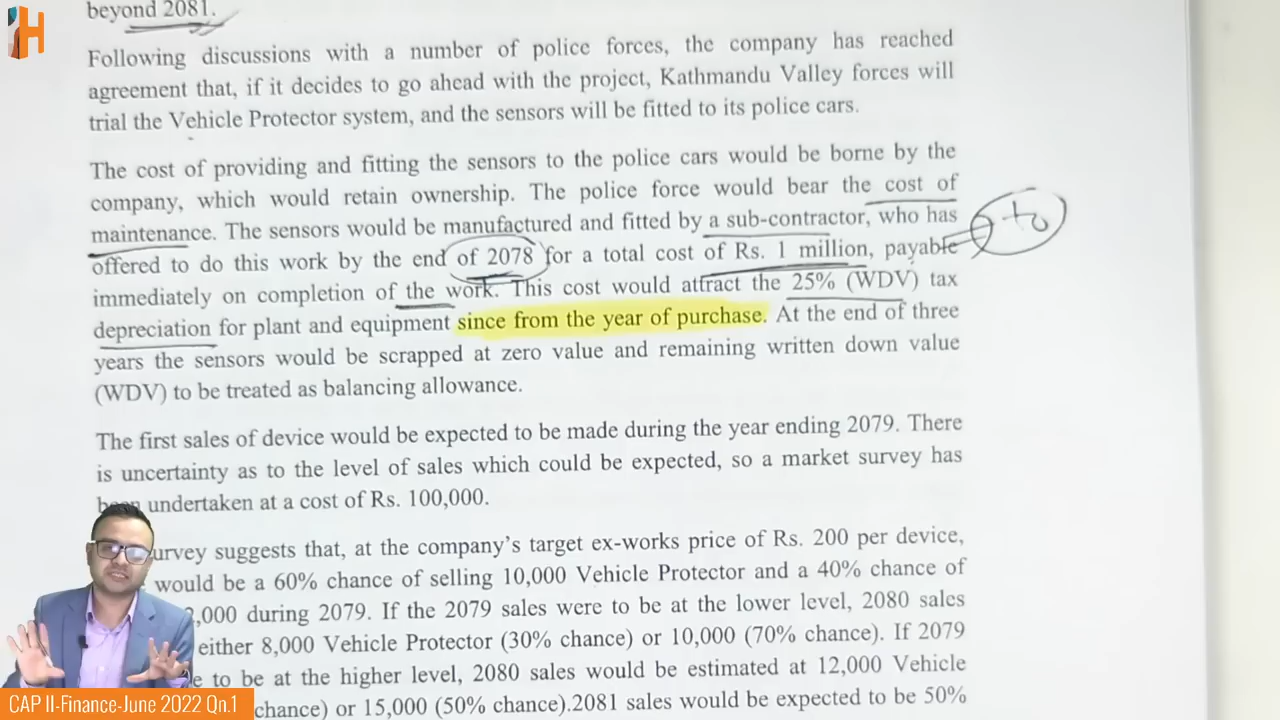 beyond 2081.
H
Following discussions with a number of police forces, the company has reached
agreement that, if it decides to go ahead with the project, Kathmandu Valley forces will
trial the Vehicle Protector system, and the sensors will be fitted to its police cars.
The cost of providing and fitting the sensors to the police cars would be borne by the
company, which would retain ownership. The police force would bear the cost of
maintenance. The sensors would be manufactured and fitted by a sub-contractor, who has
offered to do this work by the end of 2078 for a total cost of Rs. 1 million, payable
to
immediately on completion of the work. This cost would attract the 25% (WDV) tax
depreciation for plant and equipment since from the year of purchase. At the end of three
years the sensors would be scrapped at zero value and remaining written down value
(WDV) to be treated as balancing allowance.
The first sales of device would be expected to be made during the year ending 2079. There
is uncertainty as to the level of sales which could be expected, so a market survey has
been undertaken at a cost of Rs. 100,000.
urvey suggests that, at the company's target ex-works price of Rs. 200 per device,
would be a 60% chance of selling 10,000 Vehicle Protector and a 40% chance of
,000 during 2079. If the 2079 sales were to be at the lower level, 2080 sales
either 8,000 Vehicle Protector (30% chance) or 10,000 (70% chance). If 2079
e to be at the higher level, 2080 sales would be estimated at 12,000 Vehicle
chance) or 15,000 (50% chance).2081 sales would be expected to be 50%
CAP II-Finance-June 2022 Qn.1